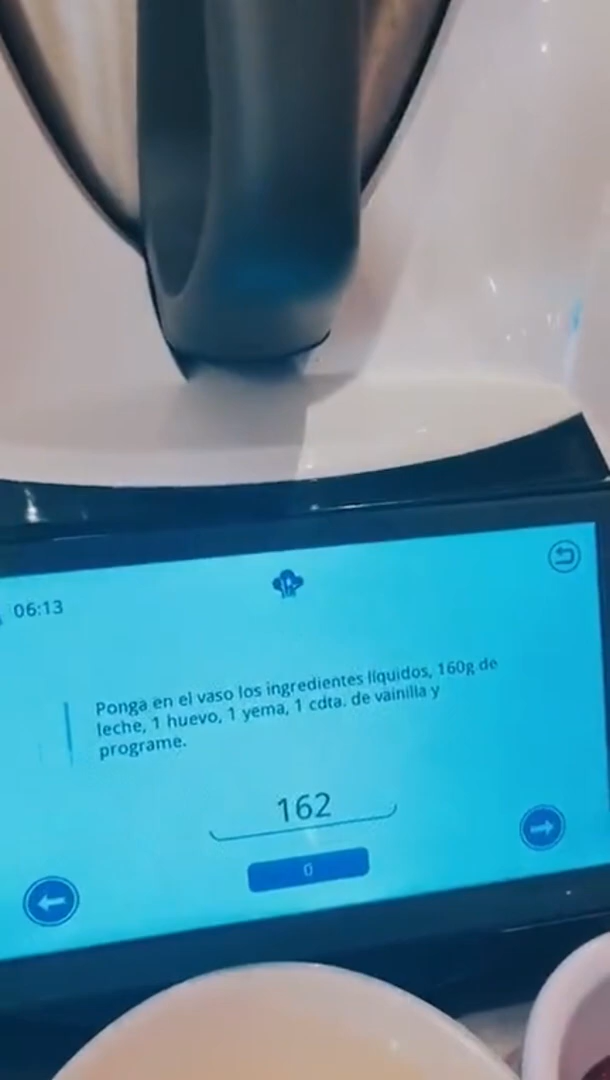 06:13
Ponga en el vaso los ingredientes líquidos, 160g de
leche, 1 huevo, 1 yema, 1 cdta. de vainilla y
programe.
162
0